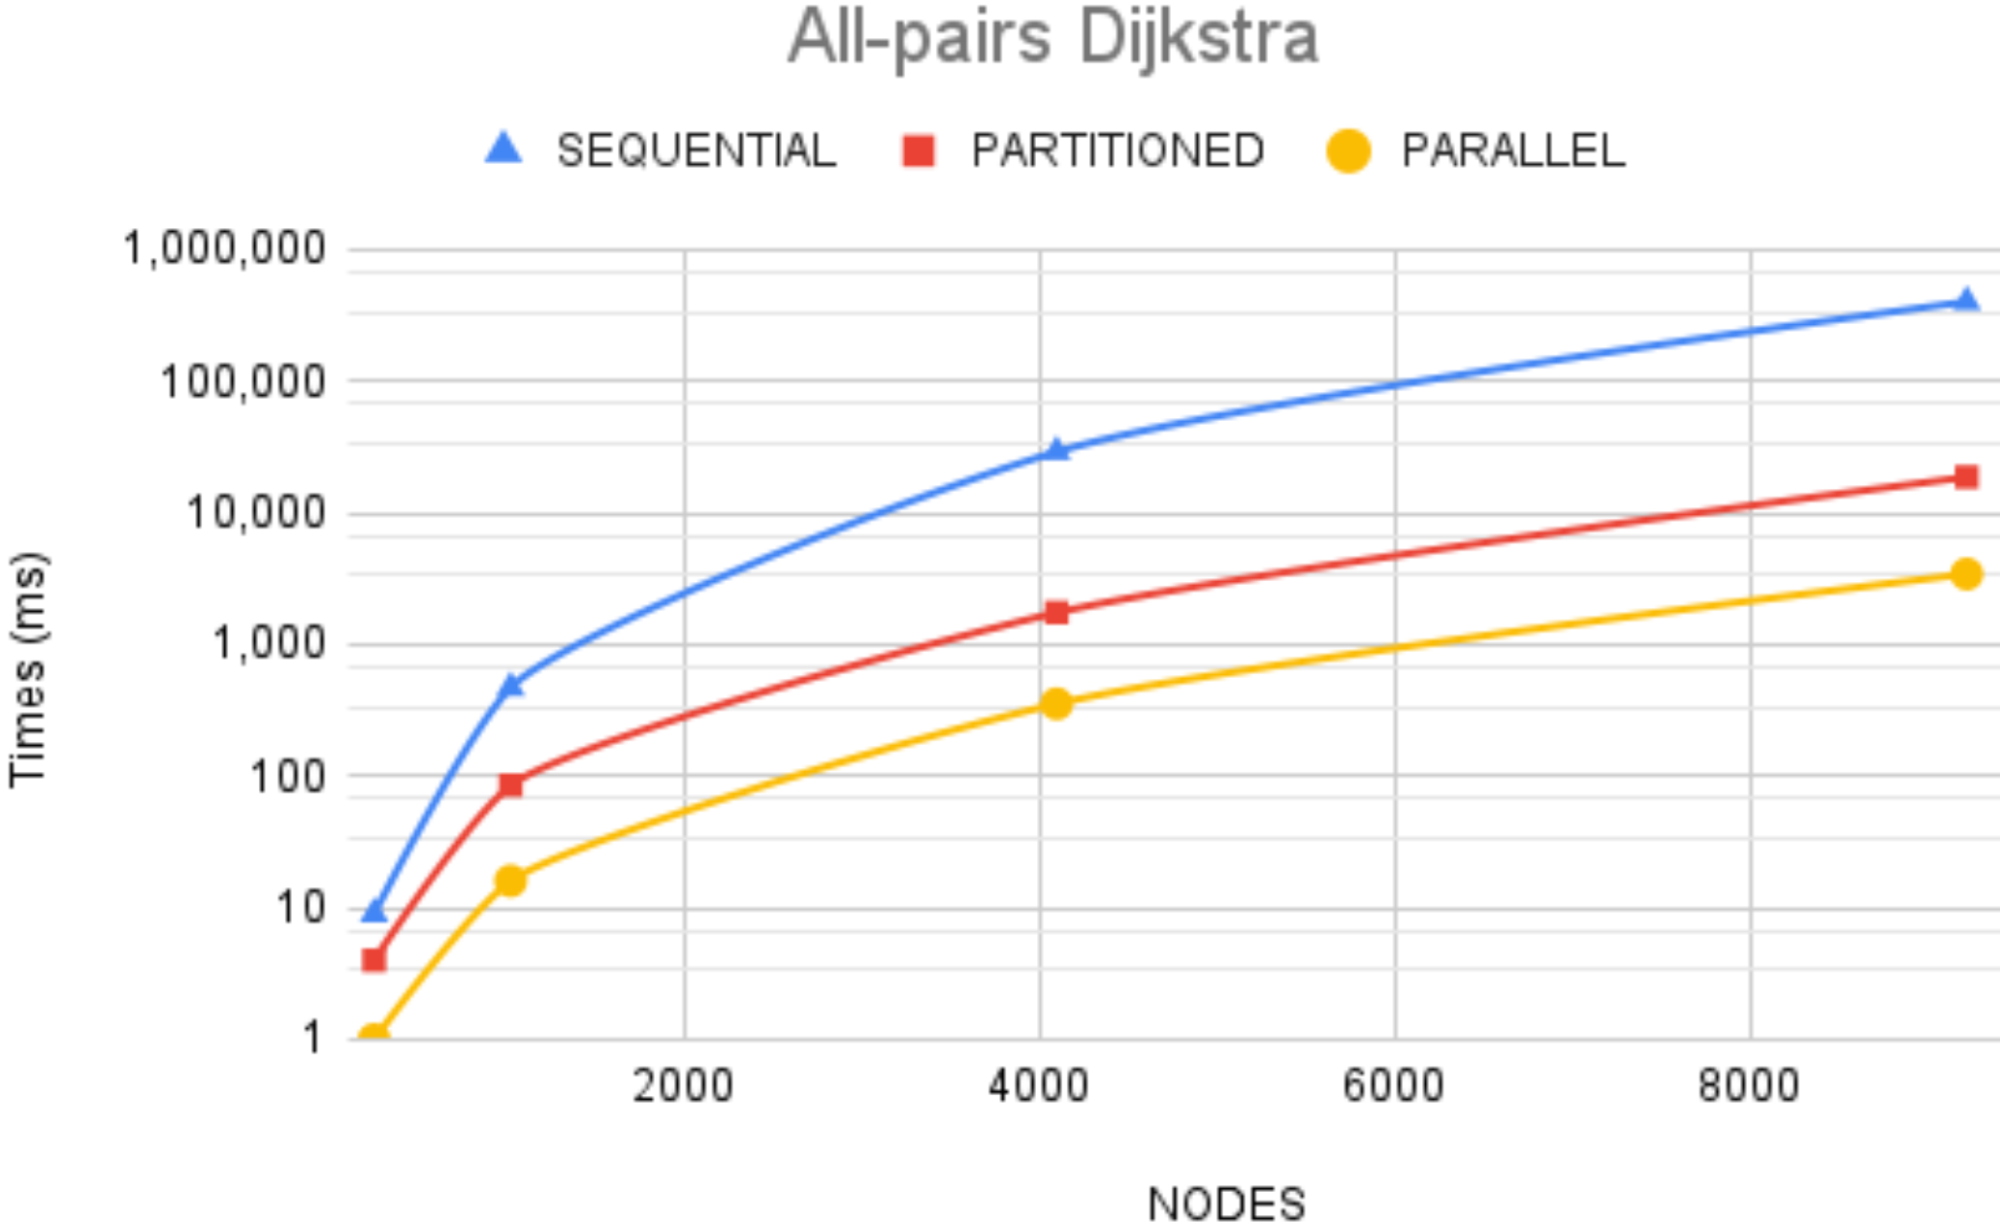 All-pairs Dijkstra
SEQUENTIAL PARTITIONED PARALLEL
1,000,000
100,000
10,000
1,000
100
10
1
Times (ms)
2000 4000 6000 8000
NODES